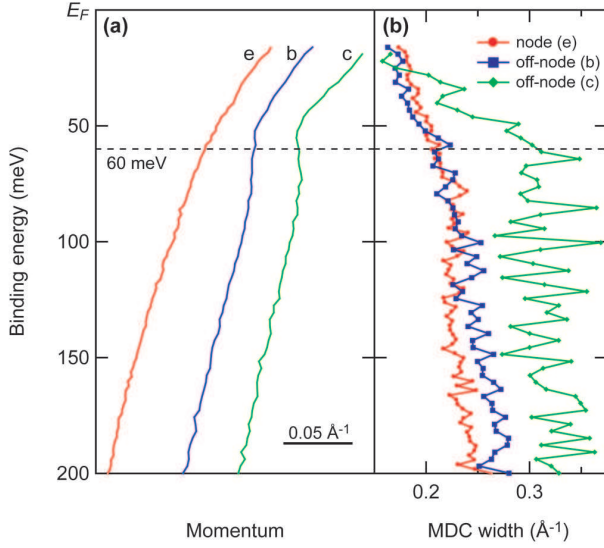 E_F
(a)
(b)
e
b
c
node (e)
off-node (b)
off-node (c)
50
60 meV
100
150
200
Binding energy (meV)
0.05 Å⁻¹
0.2
0.3
Momentum
MDC width (Å⁻¹)